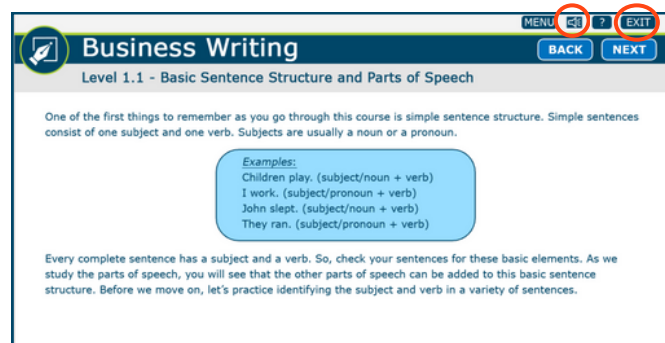 MENU ? EXIT
Business Writing
BACK NEXT
Level 1.1 - Basic Sentence Structure and Parts of Speech
One of the first things to remember as you go through this course is simple sentence structure. Simple sentences
consist of one subject and one verb. Subjects are usually a noun or a pronoun.
Examples:
Children play. (subject/noun + verb)
I work. (subject/pronoun + verb)
John slept. (subject/noun + verb)
They ran. (subject/pronoun + verb)
Every complete sentence has a subject and a verb. So, check your sentences for these basic elements. As we
study the parts of speech, you will see that the other parts of speech can be added to this basic sentence
structure. Before we move on, let's practice identifying the subject and verb in a variety of sentences.